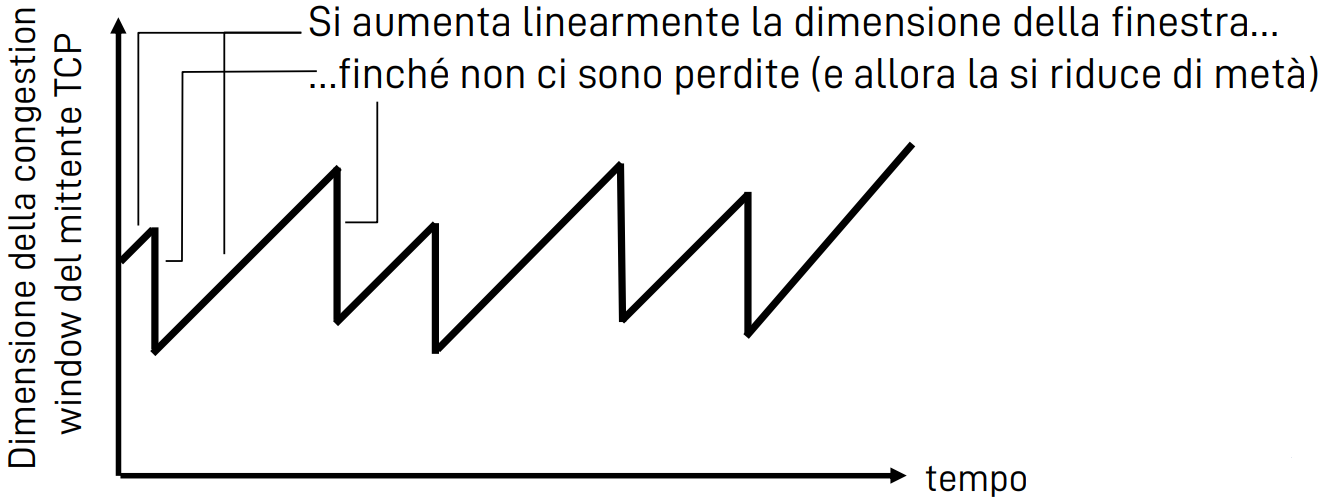 Si aumenta linearmente la dimensione della finestra...
...finché non ci sono perdite (e allora la si riduce di metà)
Dimensione della congestion
window del mittente TCP
tempo